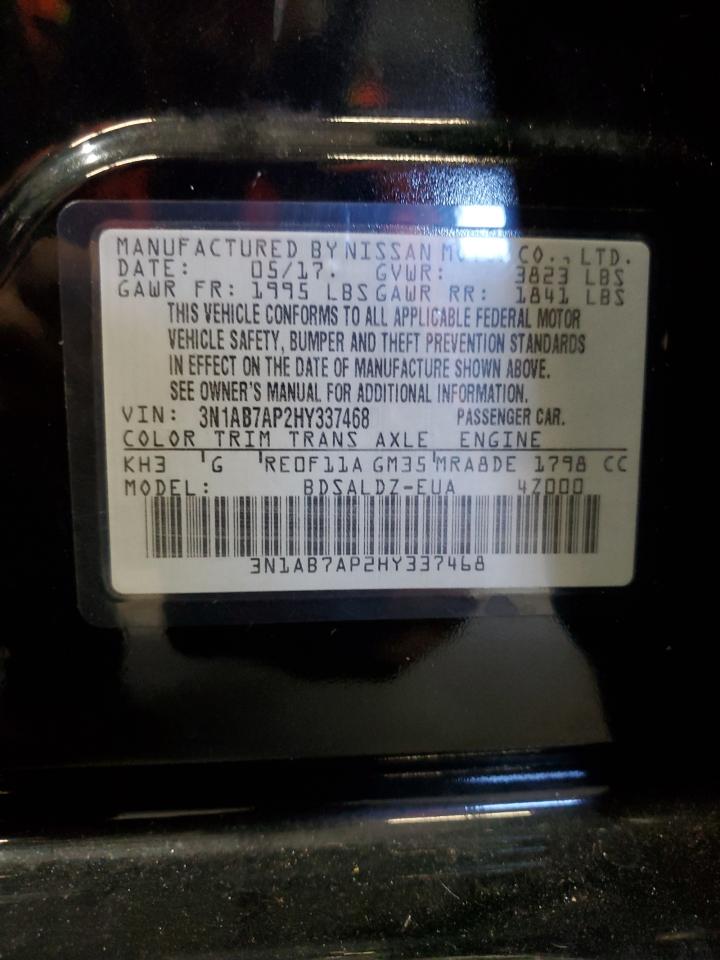 MANUFACTURED BY NISSAN CO., LTD.
DATE: 05/17. GVWR: 3823 LBS
GAWR FR: 1995 LBS GAWR RR: 1841 LBS
THIS VEHICLE CONFORMS TO ALL APPLICABLE FEDERAL MOTOR
VEHICLE SAFETY, BUMPER AND THEFT PREVENTION STANDARDS
IN EFFECT ON THE DATE OF MANUFACTURE SHOWN ABOVE.
SEE OWNER'S MANUAL FOR ADDITIONAL INFORMATION.
VIN: 3N1AB7AP2HY337468 PASSENGER CAR.
COLOR TRIM TRANS AXLE ENGINE
KH3 G RE0F11A GM35 MRA8DE 1798 CC
MODEL: BDSALDZ-EUA 4Z000
3N1AB7AP2HY337468